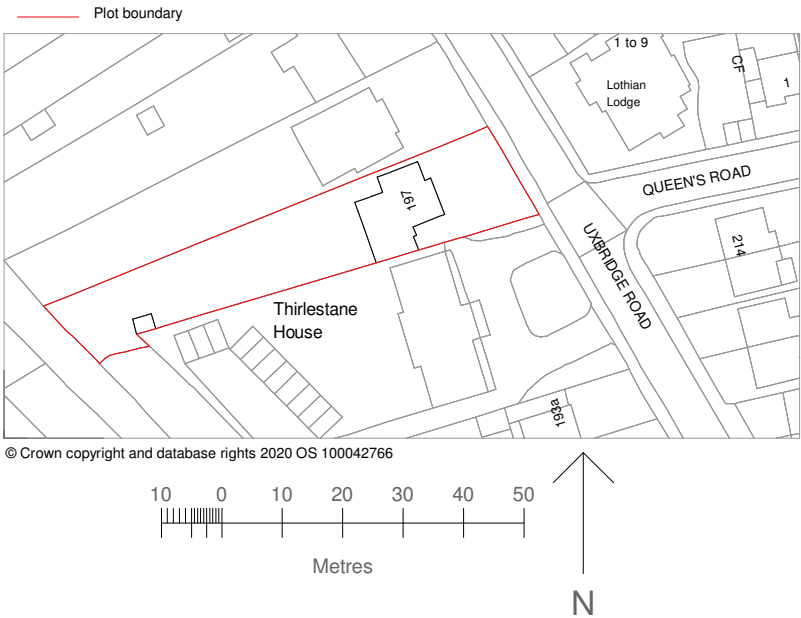 Plot boundary
1 to 9
CF
Lothian
Lodge
1
QUEEN'S ROAD
197
214
UXBRIDGE ROAD
Thirlestane
House
193a
© Crown copyright and database rights 2020 OS 100042766
10 0 10 20 30 40 50
Metres
N